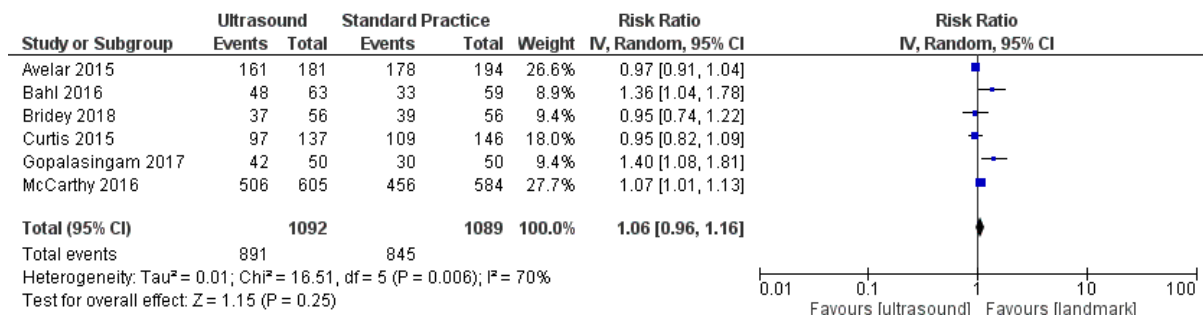 Ultrasound Standard Practice Risk Ratio Risk Ratio
Study or Subgroup Events Total Events Total Weight IV, Random, 95% CI IV, Random, 95% CI
Avelar 2015 161 181 178 194 26.6% 0.97 [0.91, 1.04]
Bahl 2016 48 63 33 59 8.9% 1.36 [1.04, 1.78]
Bridey 2018 37 56 39 56 9.4% 0.95 [0.74, 1.22]
Curtis 2015 97 137 109 146 18.0% 0.95 [0.82, 1.09]
Gopalasingam 2017 42 50 30 50 9.4% 1.40 [1.08, 1.81]
McCarthy 2016 506 605 456 584 27.7% 1.07 [1.01, 1.13]
Total (95% CI) 1092 1089 100.0% 1.06 [0.96, 1.16]
Total events 891 845
Heterogeneity: Tau² = 0.01; Chi² = 16.51, df = 5 (P = 0.006); I² = 70%
Test for overall effect: Z = 1.15 (P = 0.25)
0.01 0.1 1 10 100
Favours [ultrasound] Favours [landmark]